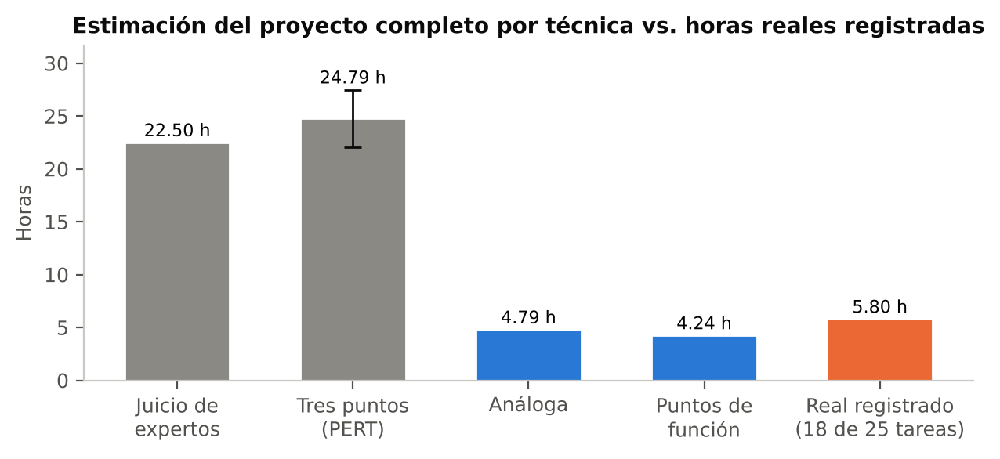 Estimación del proyecto completo por técnica vs. horas reales registradas
Horas
30
25
20
15
10
5
0
22.50 h
24.79 h
4.79 h
4.24 h
5.80 h
Juicio de
expertos
Tres puntos
(PERT)
Análoga
Puntos de
función
Real registrado
(18 de 25 tareas)